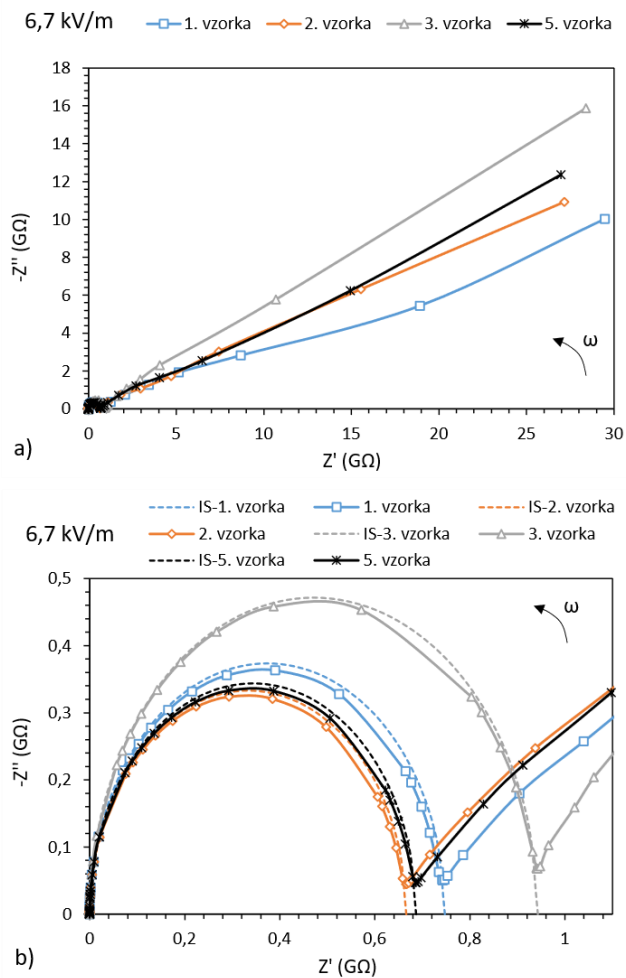 6,7 kV/m 1. vzorka 2. vzorka 3. vzorka 5. vzorka
18
16
14
12
10
8
6
4
2
0
-Z'' (GΩ)
ω
0 5 10 15 20 25 30
a) Z' (GΩ)
IS-1. vzorka 1. vzorka IS-2. vzorka
6,7 kV/m 2. vzorka IS-3. vzorka 3. vzorka
IS-5. vzorka 5. vzorka
0,5
0,4
0,3
0,2
0,1
0
-Z'' (GΩ)
ω
0 0,2 0,4 0,6 0,8 1
b) Z' (GΩ)